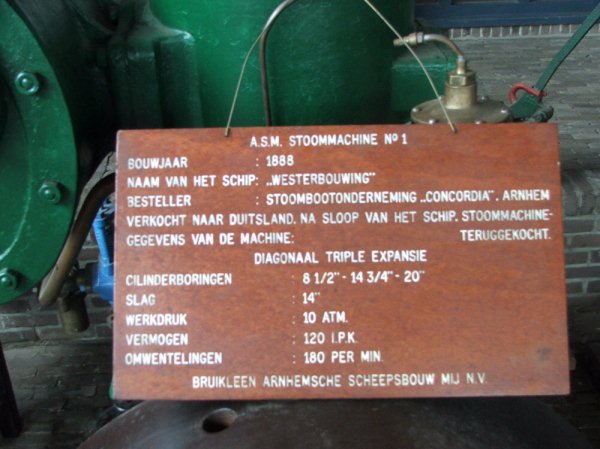 A.S.M. STOOMMACHINE Nº 1
BOUWJAAR : 1888
NAAM VAN HET SCHIP: „WESTERBOUWING"
BESTELLER : STOOMBOOTONDERNEMING „CONCORDIA". ARNHEM
VERKOCHT NAAR DUITSLAND. NA SLOOP VAN HET SCHIP. STOOMMACHINE-
GEGEVENS VAN DE MACHINE: TERUGGEKOCHT.
DIAGONAAL TRIPLE EXPANSIE
CILINDERBORINGEN : 8 1/2" - 14 3/4" - 20"
SLAG : 14"
WERKDRUK : 10 ATM.
VERMOGEN : 120 I.P.K.
OMWENTELINGEN : 180 PER MIN.
BRUIKLEEN ARNHEMSCHE SCHEEPSBOUW MIJ N.V.